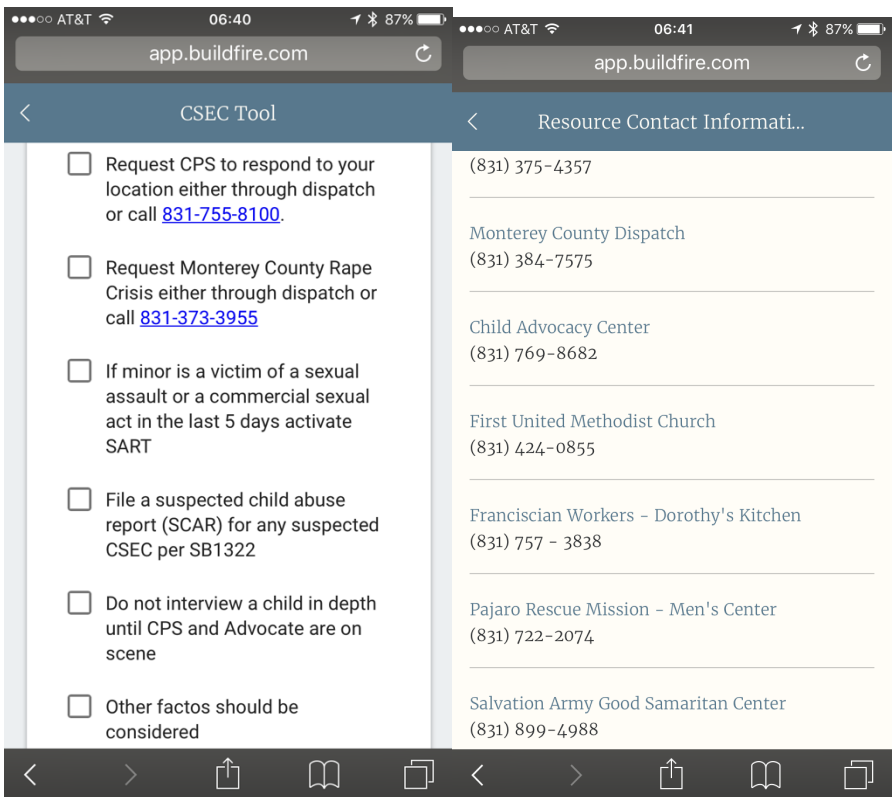 AT&T 06:40 87%
app.buildfire.com
CSEC Tool
Request CPS to respond to your
location either through dispatch
or call 831-755-8100.
Request Monterey County Rape
Crisis either through dispatch or
call 831-373-3955
If minor is a victim of a sexual
assault or a commercial sexual
act in the last 5 days activate
SART
File a suspected child abuse
report (SCAR) for any suspected
CSEC per SB1322
Do not interview a child in depth
until CPS and Advocate are on
scene
Other factos should be
considered
AT&T 06:41 87%
app.buildfire.com
Resource Contact Informati...
(831) 375-4357
Monterey County Dispatch
(831) 384-7575
Child Advocacy Center
(831) 769-8682
First United Methodist Church
(831) 424-0855
Franciscian Workers - Dorothy's Kitchen
(831) 757 - 3838
Pajaro Rescue Mission - Men's Center
(831) 722-2074
Salvation Army Good Samaritan Center
(831) 899-4988